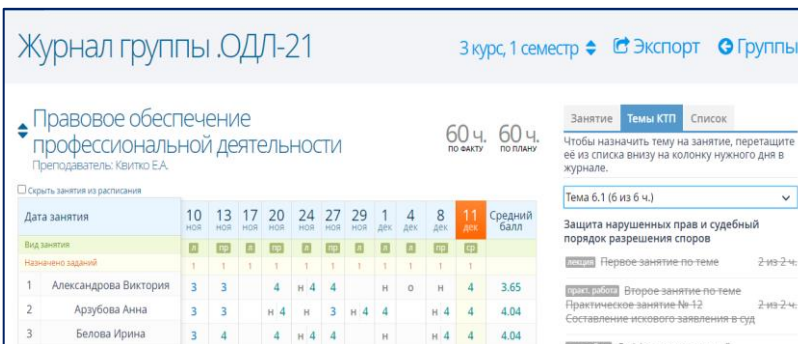 Журнал группы .ОДЛ-21
3 курс, 1 семестр
Экспорт
Группы
Правовое обеспечение
профессиональной деятельности
Преподаватель: Квитко Е.А.
60 ч.
ПО ФАКТУ
60 ч.
ПО ПЛАНУ
Скрыть занятия из расписания
Дата занятия 10 13 17 20 24 27 29 1 4 8 11 Средний
ноя ноя ноя ноя ноя ноя ноя дек дек дек дек балл
Вид занятия л пр л пр л пр л л л пр ср
Назначено заданий 1 1 1 1 1 1 1 1 1 1 1
1 Александрова Виктория 3 3 4 н 4 4 н о н 4 3.65
2 Арзубова Анна 3 3 н 4 н 3 н 4 4 н 4 4 4.04
3 Белова Ирина 3 4 4 н 4 4 н н 4 4 4.04
Занятие Темы КТП Список
Чтобы назначить тему на занятие, перетащите
её из списка внизу на колонку нужного дня в
журнале.
Тема 6.1 (6 из 6 ч.)
Защита нарушенных прав и судебный
порядок разрешения споров
лекция Первое занятие по теме 2 из 2 ч.
практ. работа Второе занятие по теме
Практическое занятие № 12 2 из 2 ч.
Составление искового заявления в суд